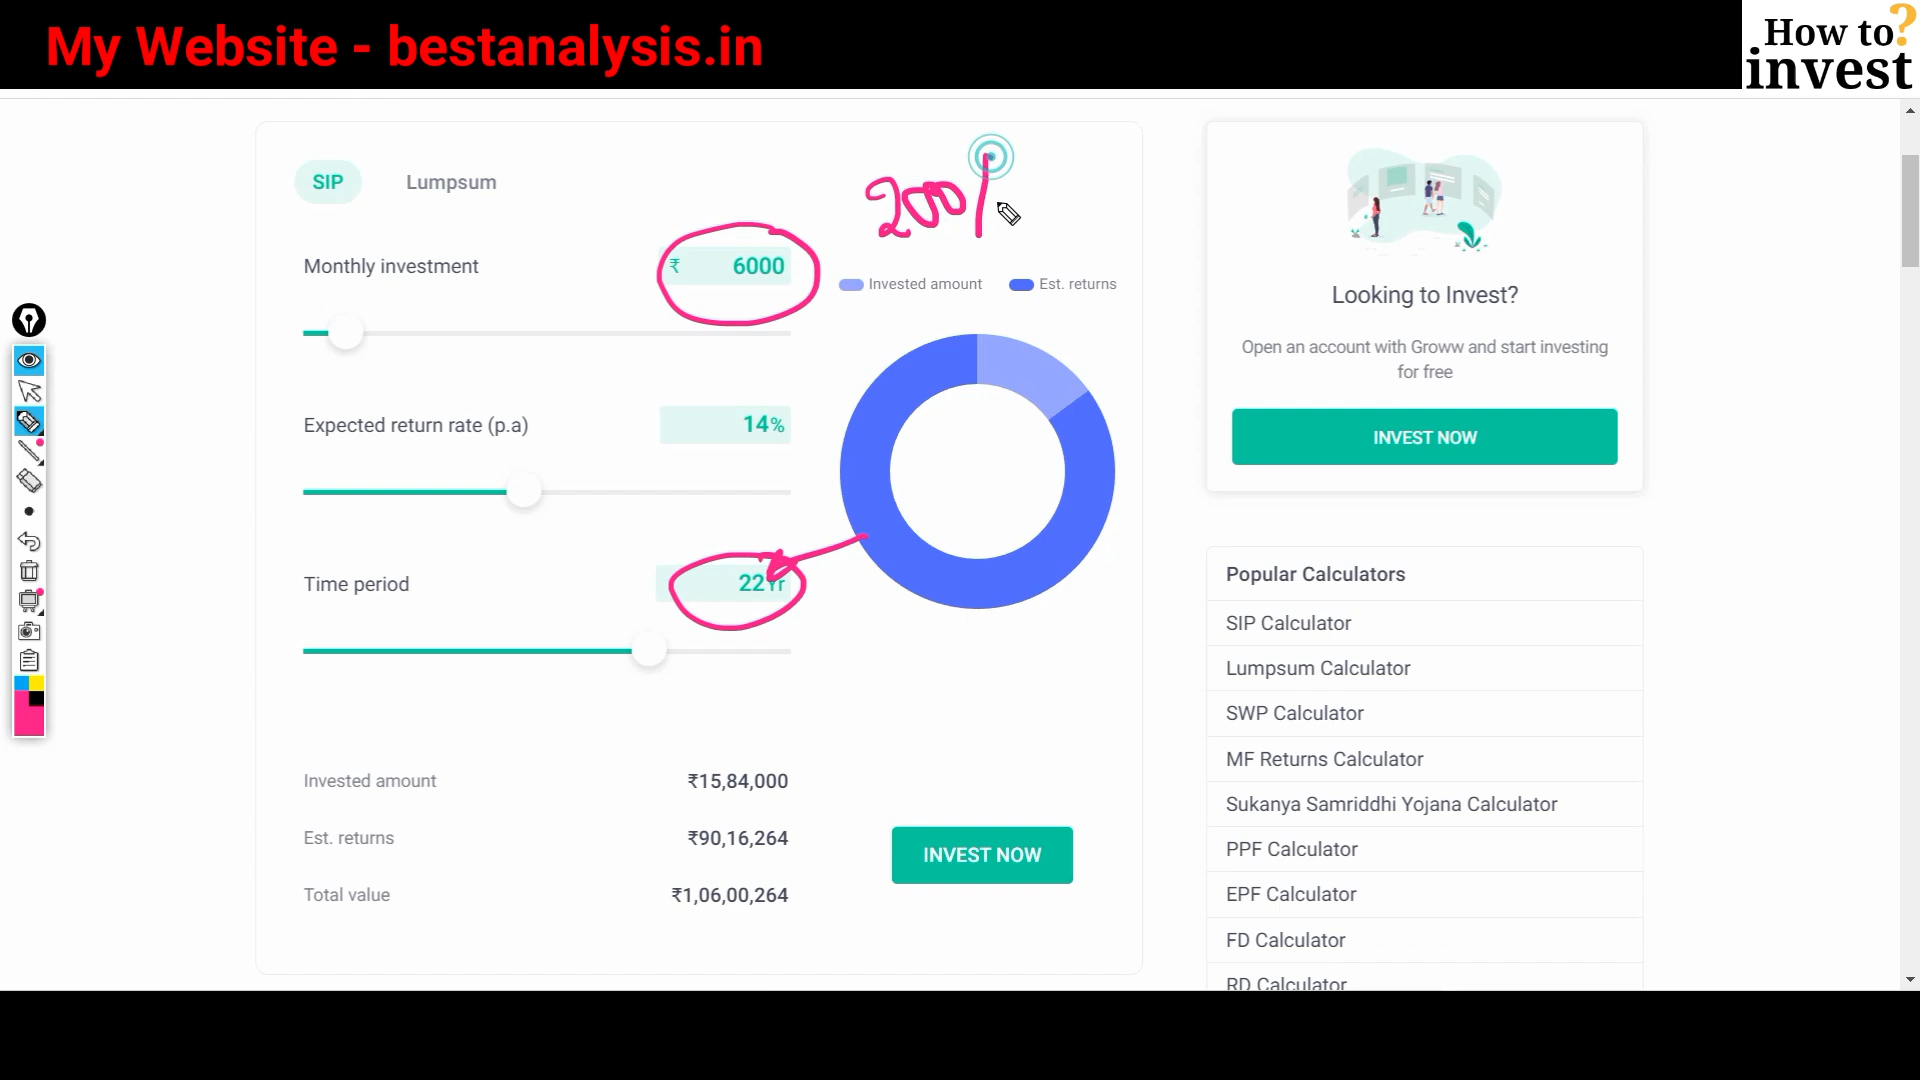 My Website - bestanalysis.in
How to?
invest
SIP Lumpsum
200/
Monthly investment ₹ 6000
Invested amount Est. returns
Expected return rate (p.a) 14%
Time period 22Yr
Invested amount ₹15,84,000
Est. returns ₹90,16,264
Total value ₹1,06,00,264
INVEST NOW
Looking to Invest?
Open an account with Groww and start investing
for free
INVEST NOW
Popular Calculators
SIP Calculator
Lumpsum Calculator
SWP Calculator
MF Returns Calculator
Sukanya Samriddhi Yojana Calculator
PPF Calculator
EPF Calculator
FD Calculator
RD Calculator